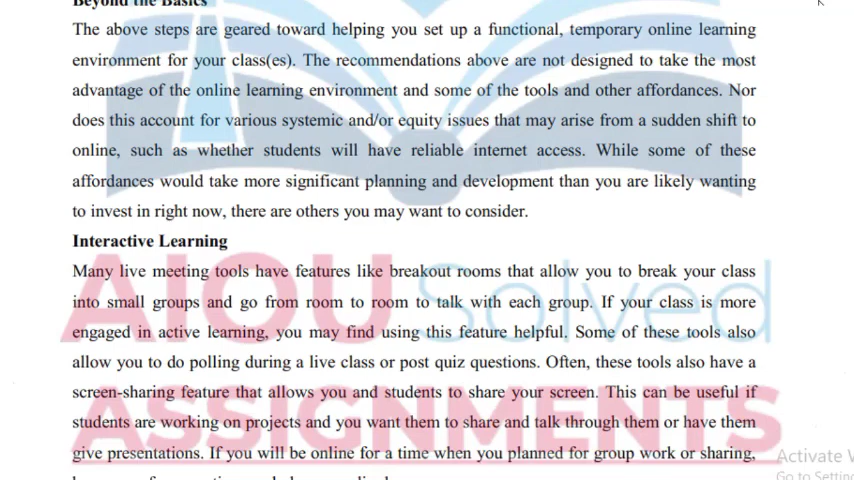 Beyond the Basics
The above steps are geared toward helping you set up a functional, temporary online learning
environment for your class(es). The recommendations above are not designed to take the most
advantage of the online learning environment and some of the tools and other affordances. Nor
does this account for various systemic and/or equity issues that may arise from a sudden shift to
online, such as whether students will have reliable internet access. While some of these
affordances would take more significant planning and development than you are likely wanting
to invest in right now, there are others you may want to consider.
Interactive Learning
Many live meeting tools have features like breakout rooms that allow you to break your class
into small groups and go from room to room to talk with each group. If your class is more
engaged in active learning, you may find using this feature helpful. Some of these tools also
allow you to do polling during a live class or post quiz questions. Often, these tools also have a
screen-sharing feature that allows you and students to share your screen. This can be useful if
students are working on projects and you want them to share and talk through them or have them
give presentations. If you will be online for a time when you planned for group work or sharing,
AIOU Solved
ASSIGNMENTS
Activate
Go to Setting